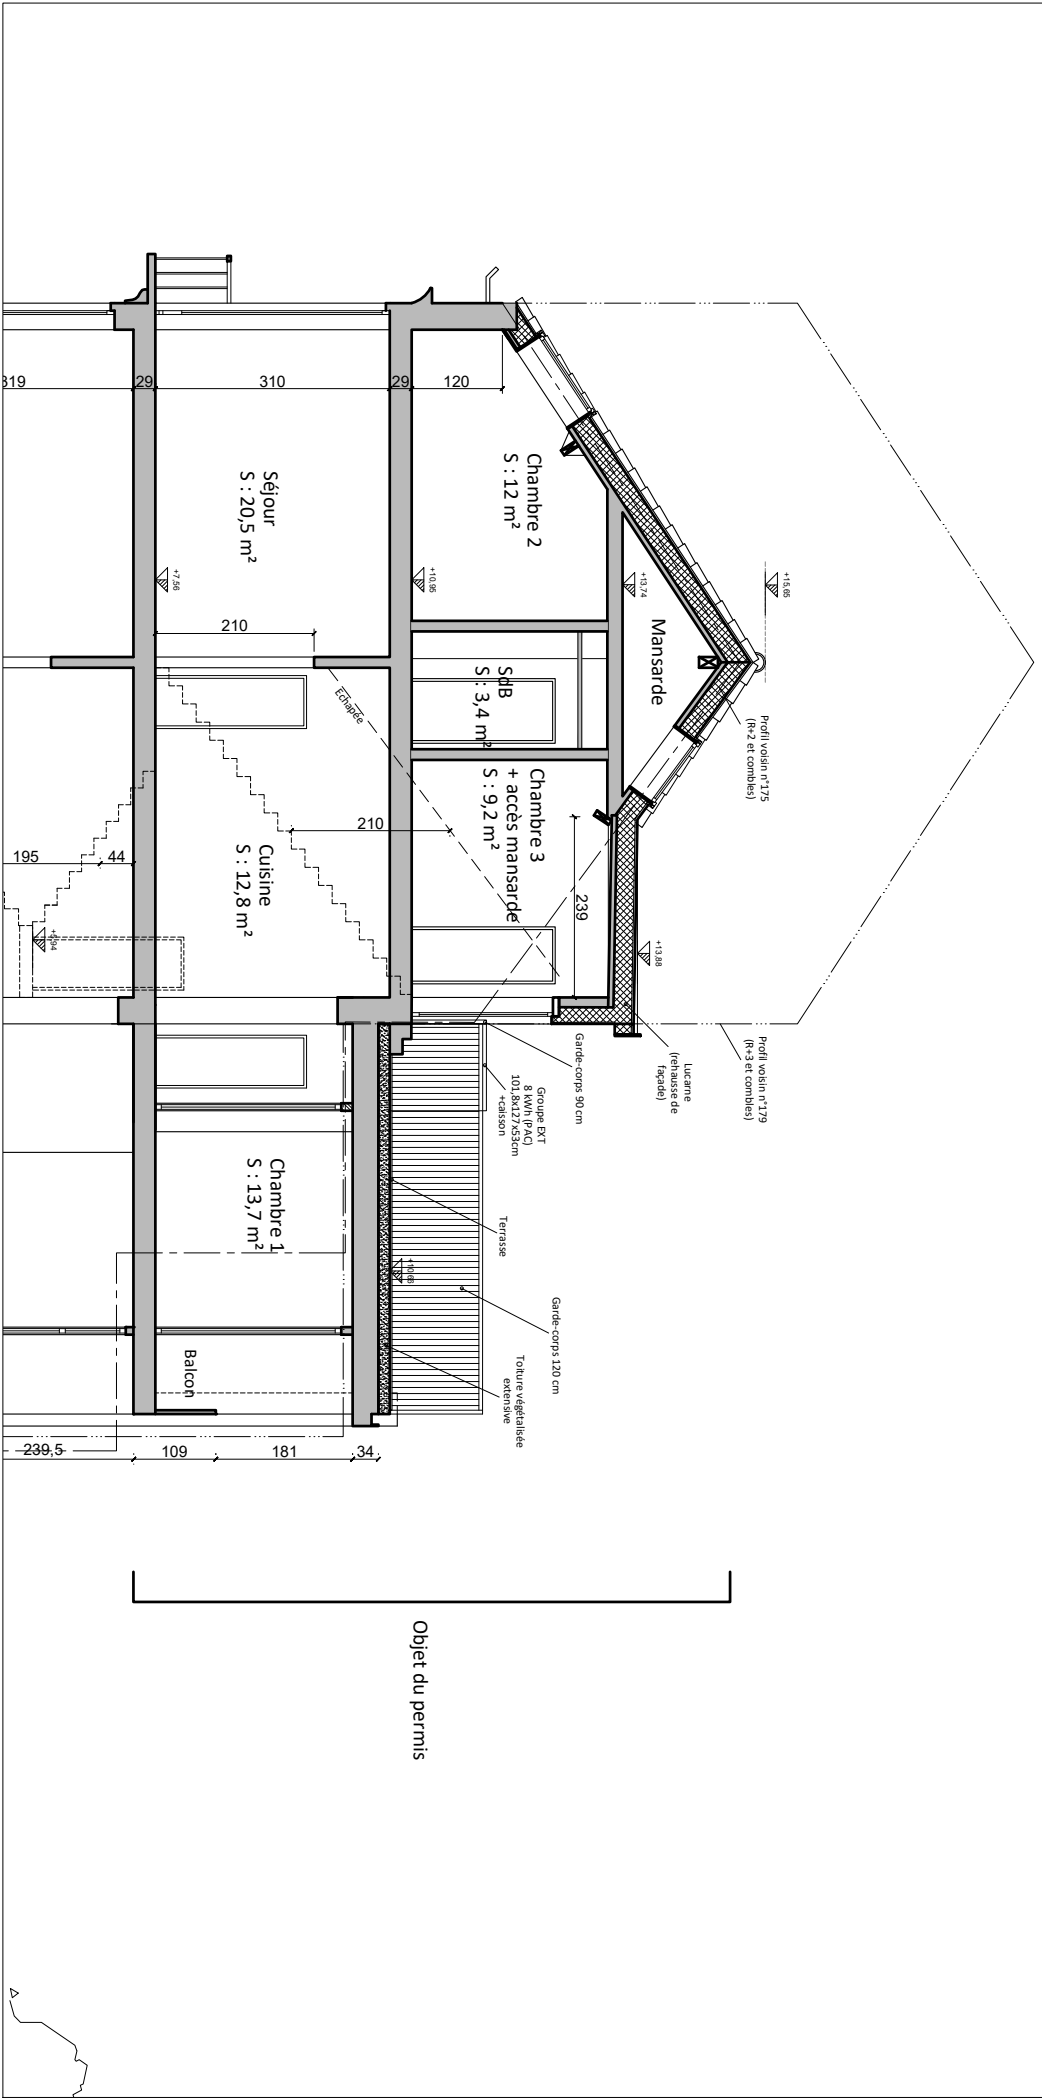 Profil voisin n°179
(R+3 et combles)
Profil voisin n°175
(R+2 et combles)
+15,65
Mansarde
+13,74
+13,88
Lucarne
(rehausse de
façade)
Chambre 2
S : 12 m²
SdB
S : 3,4 m²
Chambre 3
+ accès mansarde
S : 9,2 m²
239
120
+10,95
Garde-corps 90 cm
Groupe EXT
8 kWh (PAC)
101,8x127x53cm
+caisson
Terrasse
Garde-corps 120 cm
Toiture végétalisée
extensive
+10,63
29
310
29
319
Séjour
S : 20,5 m²
+7,56
210
Echapée
210
Cuisine
S : 12,8 m²
195
44
Chambre 1
S : 13,7 m²
Balcon
239,5
109
181
34
Objet du permis